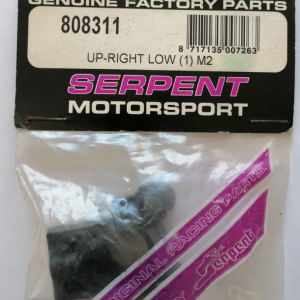 GENUINE FACTORY PARTS
808311
8 717135 007263
UP-RIGHT LOW (1) M2
SERPENT
MOTORSPORT
ORIGINAL RACING PARTS
Serpent